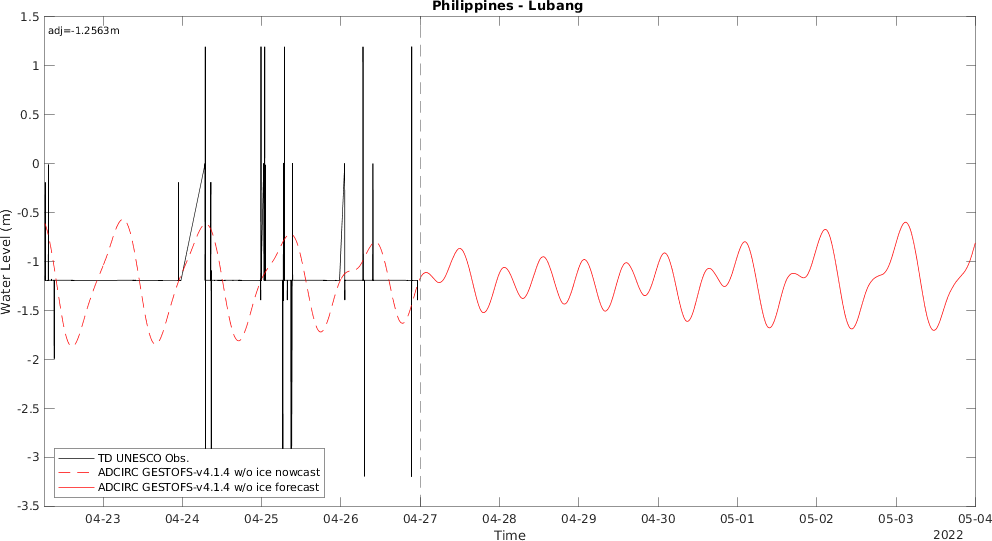 Philippines - Lubang
adj=-1.2563m
1.5
1
0.5
0
-0.5
-1
-1.5
-2
-2.5
-3
-3.5
Water Level (m)
TD UNESCO Obs.
ADCIRC GESTOFS-v4.1.4 w/o ice nowcast
ADCIRC GESTOFS-v4.1.4 w/o ice forecast
04-23 04-24 04-25 04-26 04-27 04-28 04-29 04-30 05-01 05-02 05-03 05-04
Time
2022